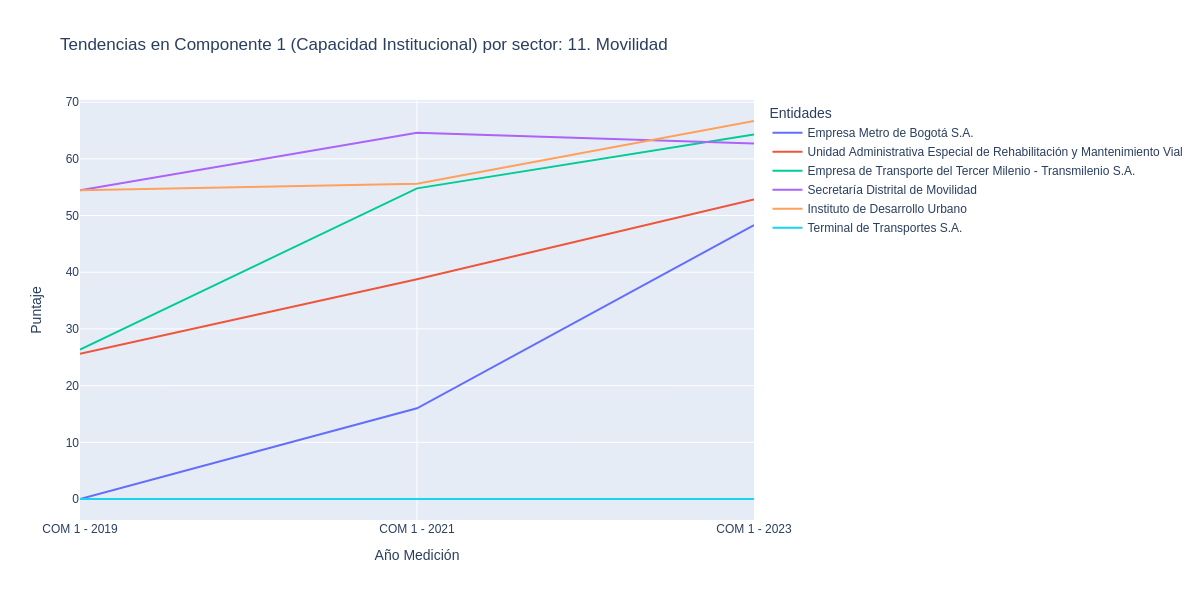 Tendencias en Componente 1 (Capacidad Institucional) por sector: 11. Movilidad
70
60
50
40
30
20
10
0
Puntaje
COM 1 - 2019
COM 1 - 2021
COM 1 - 2023
Año Medición
Entidades
Empresa Metro de Bogotá S.A.
Unidad Administrativa Especial de Rehabilitación y Mantenimiento Vial
Empresa de Transporte del Tercer Milenio - Transmilenio S.A.
Secretaría Distrital de Movilidad
Instituto de Desarrollo Urbano
Terminal de Transportes S.A.